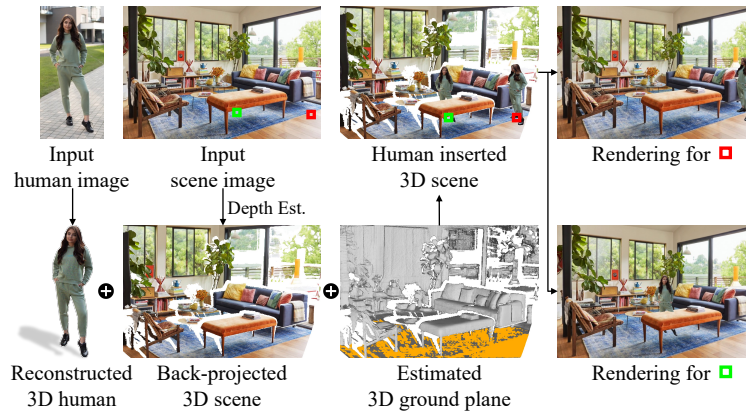 Input
human image
Input
scene image
Human inserted
3D scene
Rendering for
Depth Est.
Reconstructed
3D human
Back-projected
3D scene
Estimated
3D ground plane
Rendering for